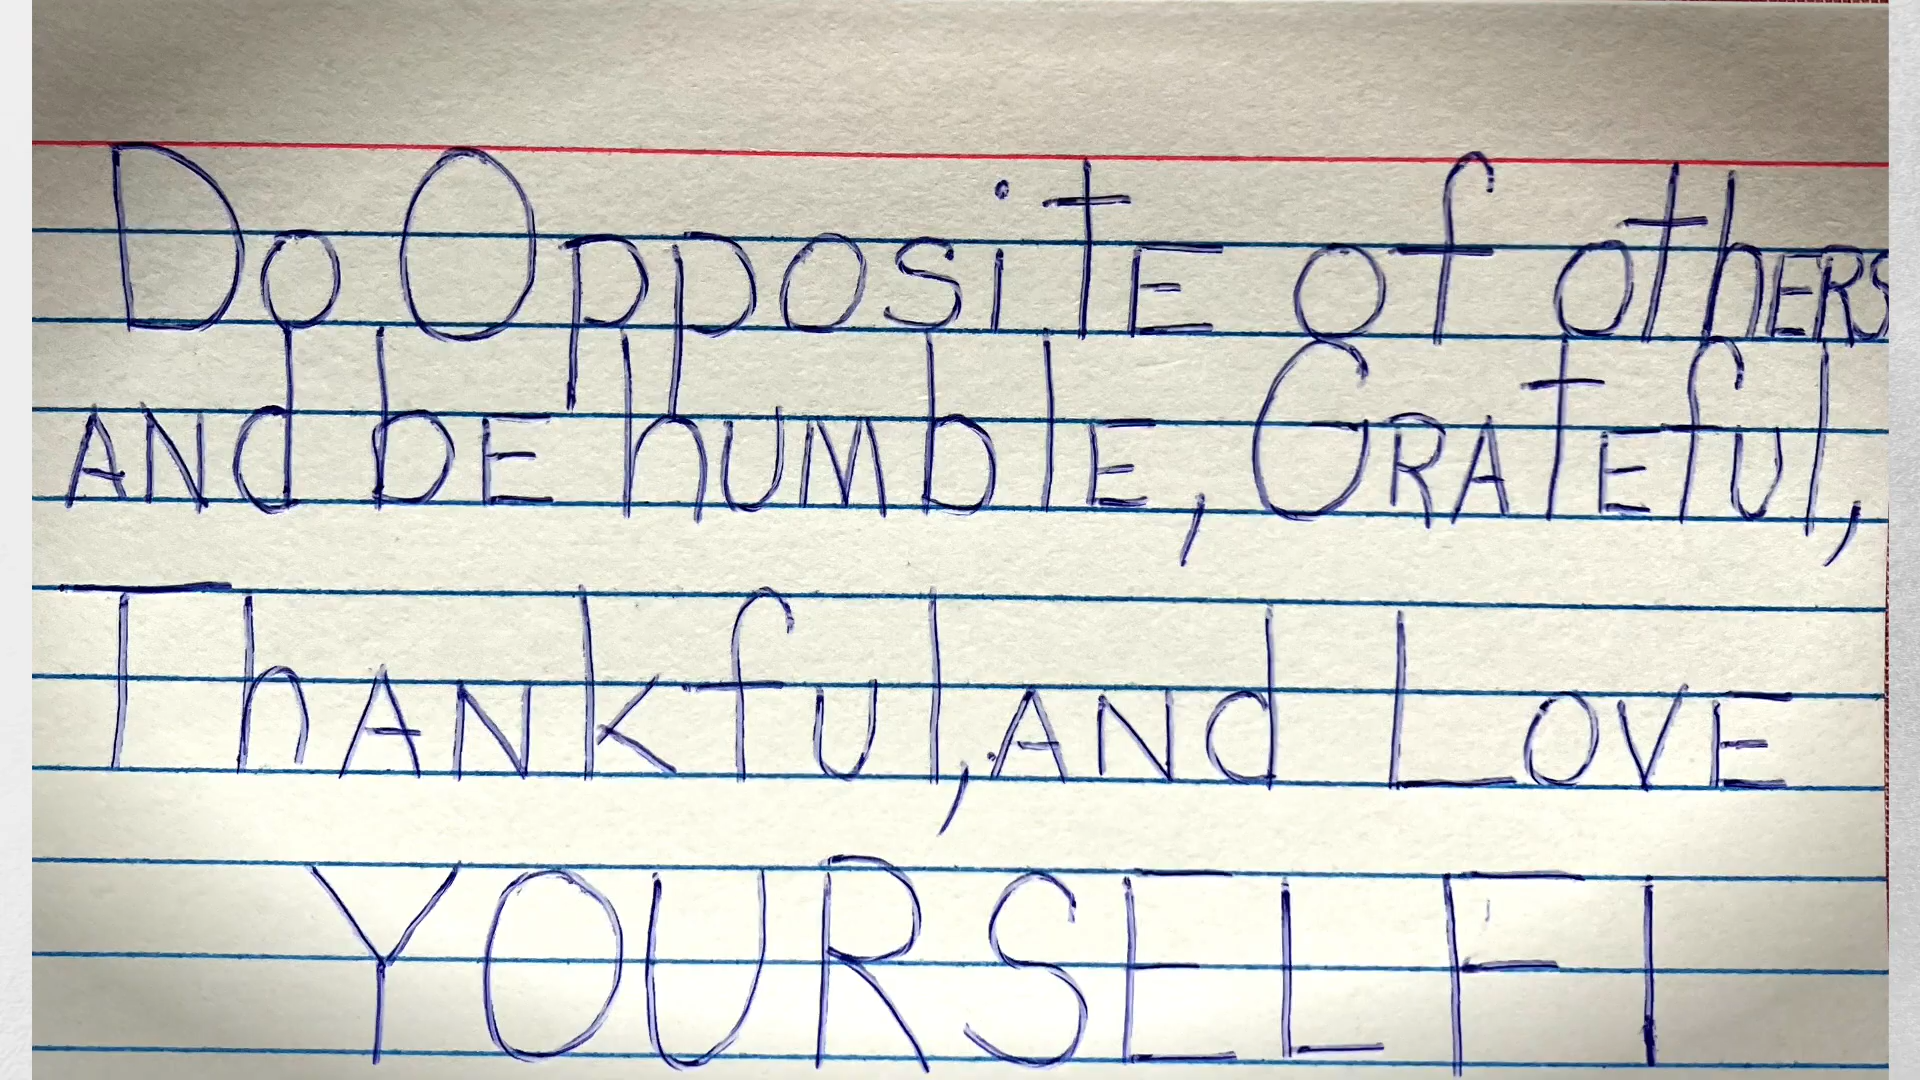 Do OppositE of othERS
AND bE hUMblE, GRAtEfUl,
ThANkfUl, AND LOVE
YOURSELF!